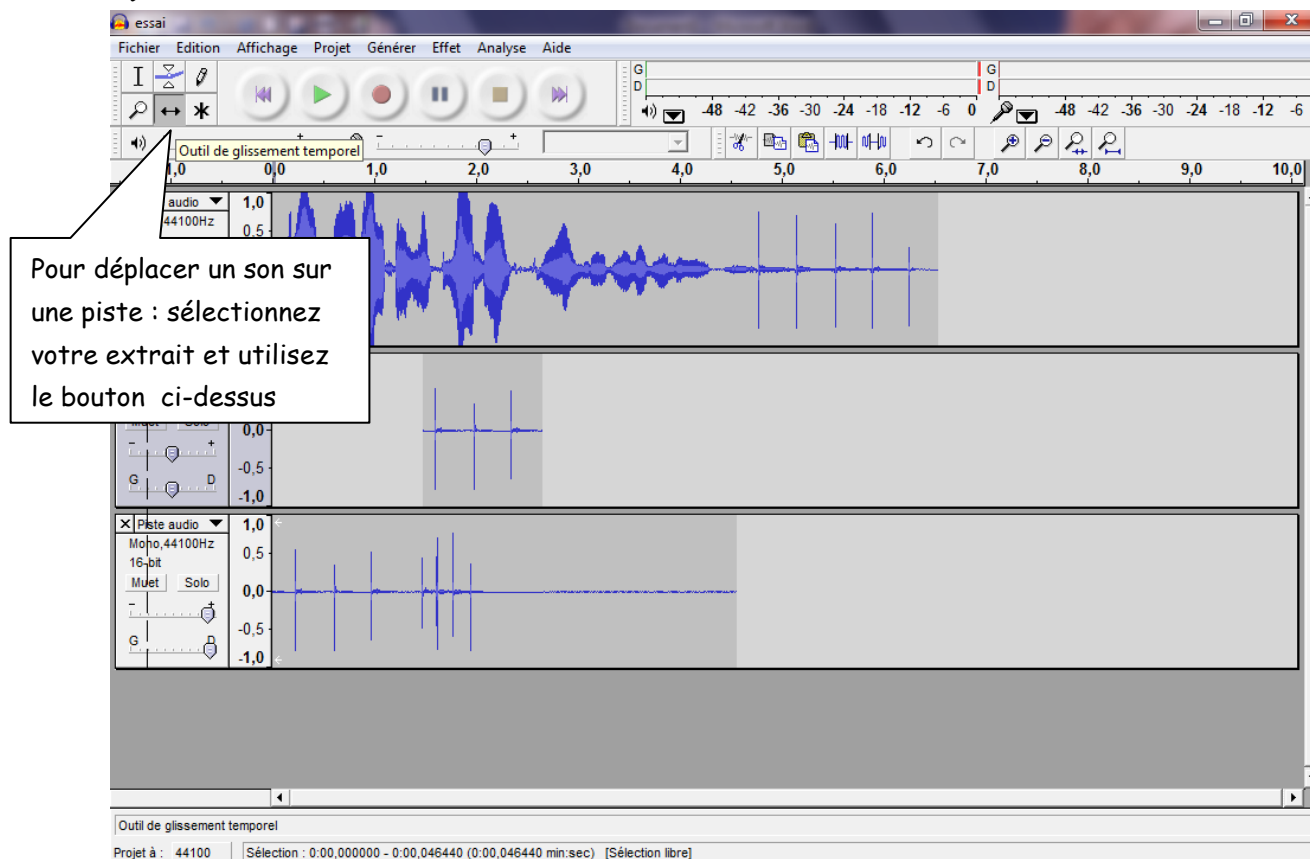 essai
Fichier Edition Affichage Projet Générer Effet Analyse Aide
G
D
-48 -42 -36 -30 -24 -18 -12 -6 0
G
D
-48 -42 -36 -30 -24 -18 -12 -6
- +
Outil de glissement temporel
1,0 0,0 1,0 2,0 3,0 4,0 5,0 6,0 7,0 8,0 9,0 10,0
audio 1,0
44100Hz 0,5
Pour déplacer un son sur
une piste : sélectionnez
votre extrait et utilisez
le bouton ci-dessus
Muet Solo 0,0
- +
-0,5
G D
-1,0
X Piste audio 1,0
Mono,44100Hz
16-bit 0,5
Muet Solo 0,0
- +
-0,5
G D
-1,0
Outil de glissement temporel
Projet à : 44100 Sélection : 0:00,000000 - 0:00,046440 (0:00,046440 min:sec) [Sélection libre]